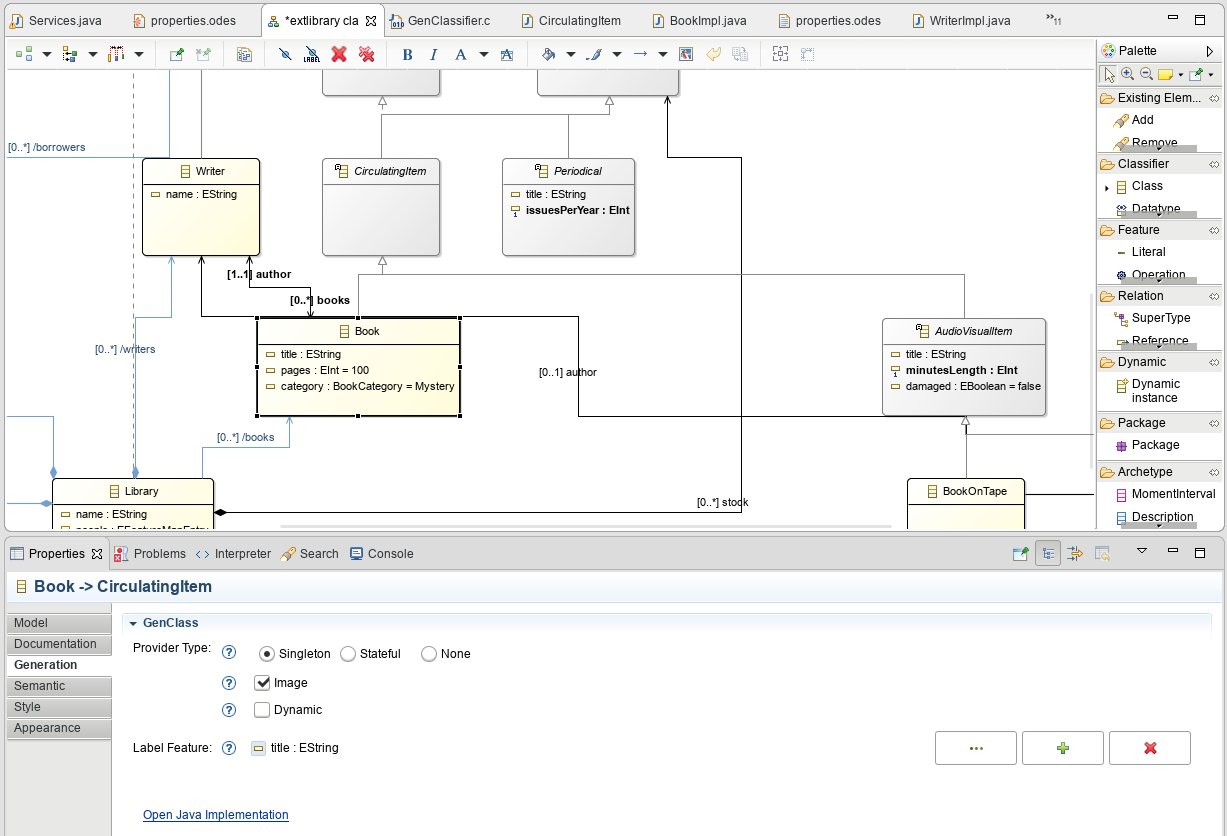 Services.java
properties.odes
*extlibrary cla
GenClassifier.c
CirculatingItem
BookImpl.java
properties.odes
WriterImpl.java
»11
LABEL
B I A A
Palette
Existing Elem...
Add
Remove
Classifier
Class
Datatype
Feature
Literal
Operation
Relation
SuperType
Reference
Dynamic
Dynamic
instance
Package
Package
Archetype
MomentInterval
Description
[0..*] /borrowers
Writer
name : EString
CirculatingItem
Periodical
title : EString
issuesPerYear : EInt
[1..1] author
[0..*] books
[0..*] /writers
Book
title : EString
pages : EInt = 100
category : BookCategory = Mystery
[0..1] author
AudioVisualItem
title : EString
minutesLength : EInt
damaged : EBoolean = false
[0..*] /books
Library
name : EString
people : EFeatureMapEntry
[0..*] stock
BookOnTape
Properties
Problems
Interpreter
Search
Console
Book -> CirculatingItem
Model
Documentation
Generation
Semantic
Style
Appearance
GenClass
Provider Type:
Singleton
Stateful
None
Image
Dynamic
Label Feature:
title : EString
...
Open Java Implementation